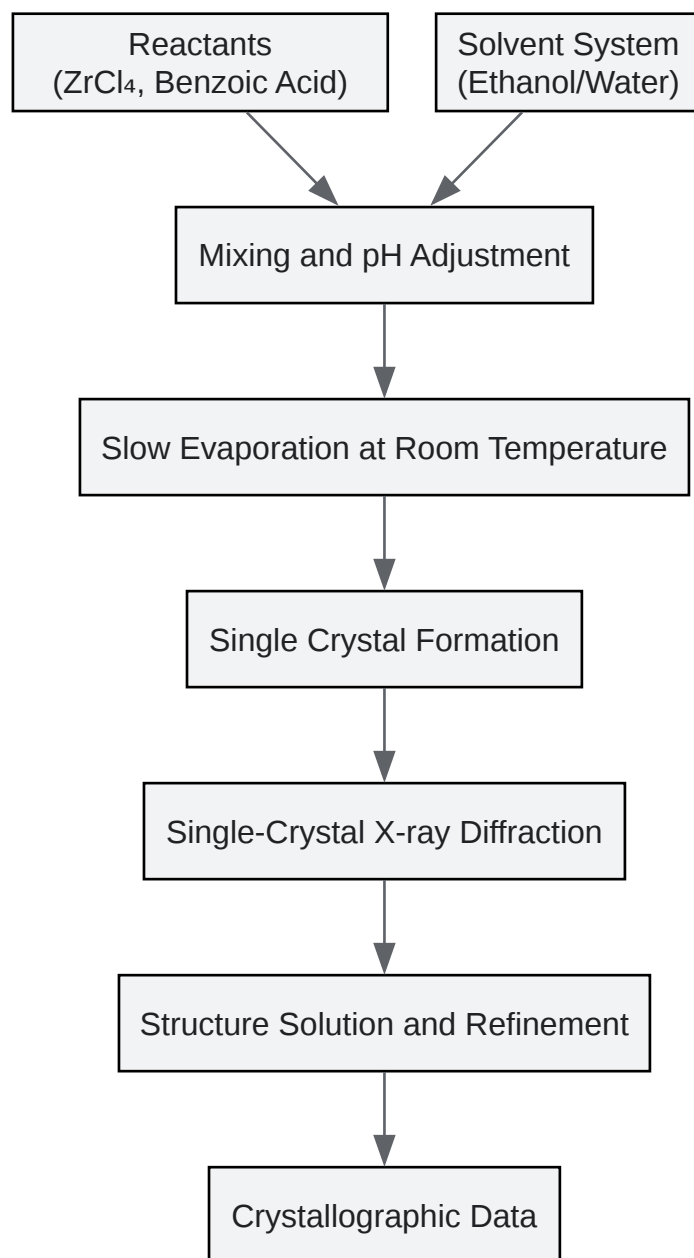 Reactants
(ZrCl₄, Benzoic Acid)
Solvent System
(Ethanol/Water)
Mixing and pH Adjustment
Slow Evaporation at Room Temperature
Single Crystal Formation
Single-Crystal X-ray Diffraction
Structure Solution and Refinement
Crystallographic Data